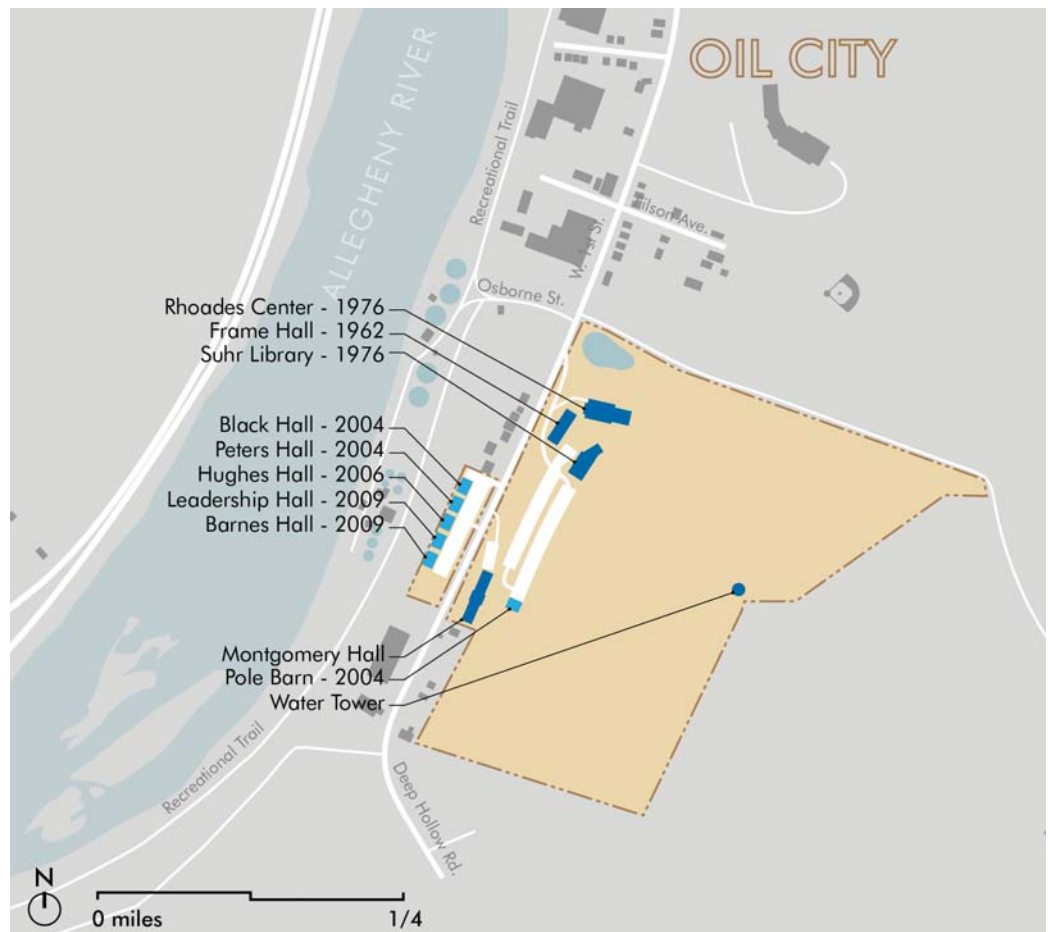 OIL CITY
ALLEGHENY RIVER
Recreational Trail
W. 1st St.
Wilson Ave.
Osborne St.
Rhoades Center - 1976
Frame Hall - 1962
Suhr Library - 1976
Black Hall - 2004
Peters Hall - 2004
Hughes Hall - 2006
Leadership Hall - 2009
Barnes Hall - 2009
Montgomery Hall
Pole Barn - 2004
Water Tower
Recreational Trail
Deep Hollow Rd.
N
0 miles
1/4